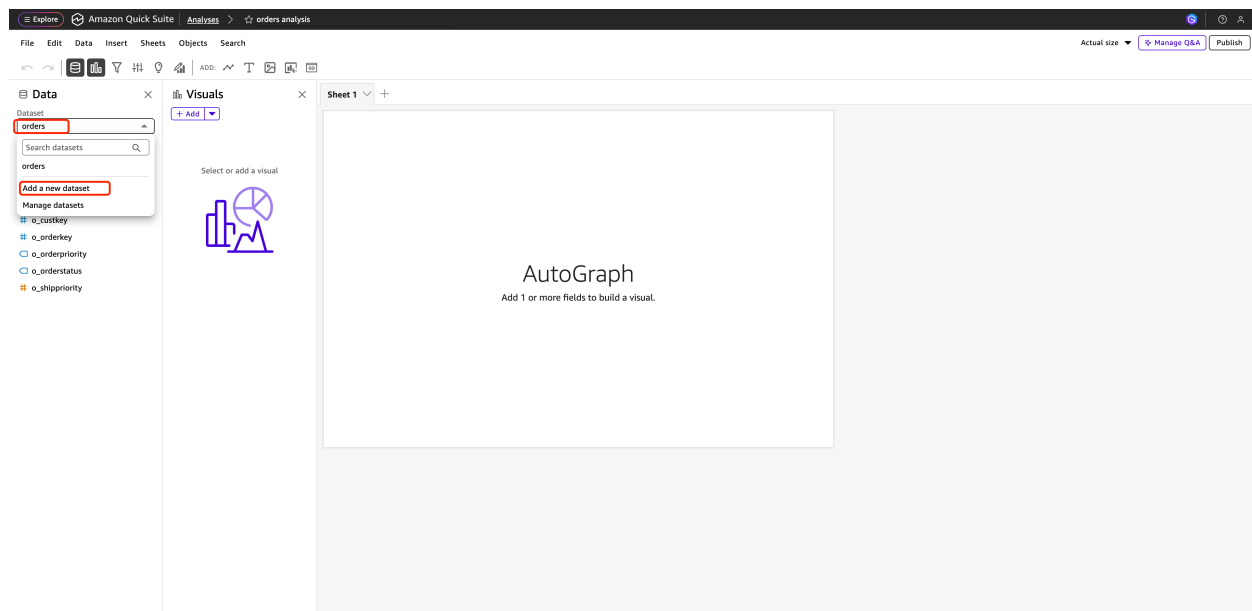 Explore Amazon Quick Suite Analyses orders analysis
File Edit Data Insert Sheets Objects Search Actual size Manage Q&A Publish
ADD:
Data
Visuals
Sheet 1
Dataset
orders
Add
Search datasets
orders
Add a new dataset
Manage datasets
o_custkey
o_orderkey
o_orderpriority
o_orderstatus
o_shippriority
Select or add a visual
AutoGraph
Add 1 or more fields to build a visual.